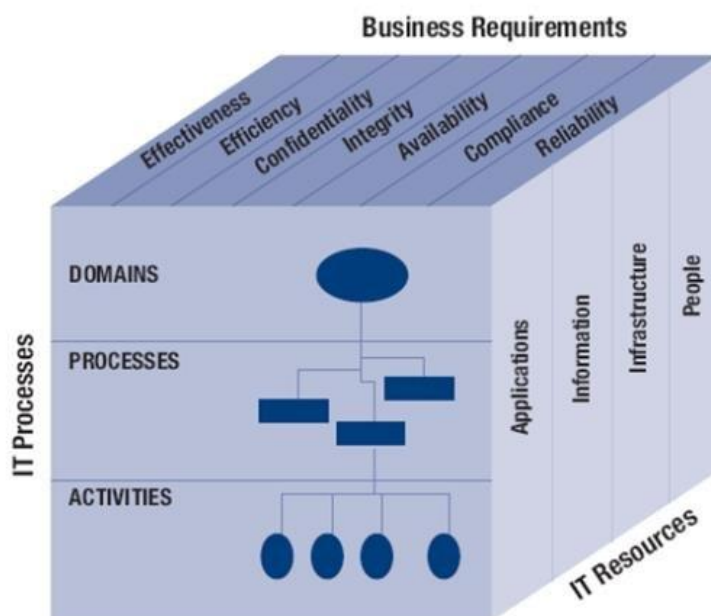 Business Requirements
Effectiveness
Efficiency
Confidentiality
Integrity
Availability
Compliance
Reliability
IT Processes
DOMAINS
PROCESSES
ACTIVITIES
Applications
Information
Infrastructure
People
IT Resources